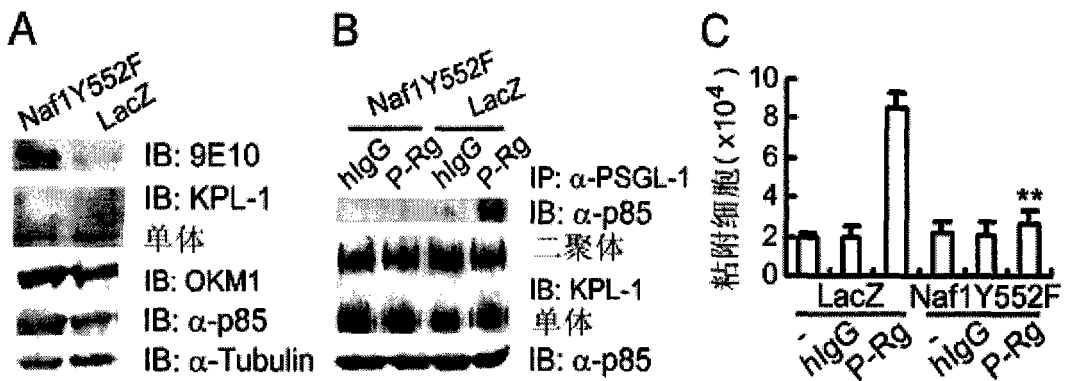 A
Naf1Y552F
LacZ
IB: 9E10
IB: KPL-1
单体
IB: OKM1
IB: α-p85
IB: α-Tubulin
B
Naf1Y552F
LacZ
hIgG
P-Rg
hIgG
P-Rg
IP: α-PSGL-1
IB: α-p85
二聚体
IB: KPL-1
单体
IB: α-p85
C
粘附细胞(×10⁴)
10
8
6
4
2
0
**
LacZ
Naf1Y552F
-
hIgG
P-Rg
-
hIgG
P-Rg